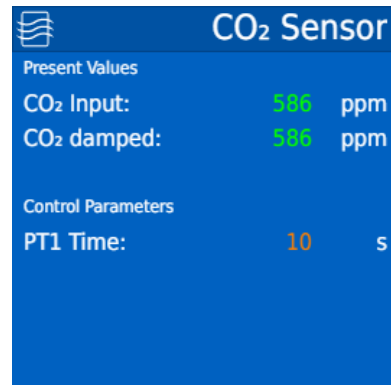 CO₂ Sensor
Present Values
CO₂ Input: 586 ppm
CO₂ damped: 586 ppm
Control Parameters
PT1 Time: 10 s